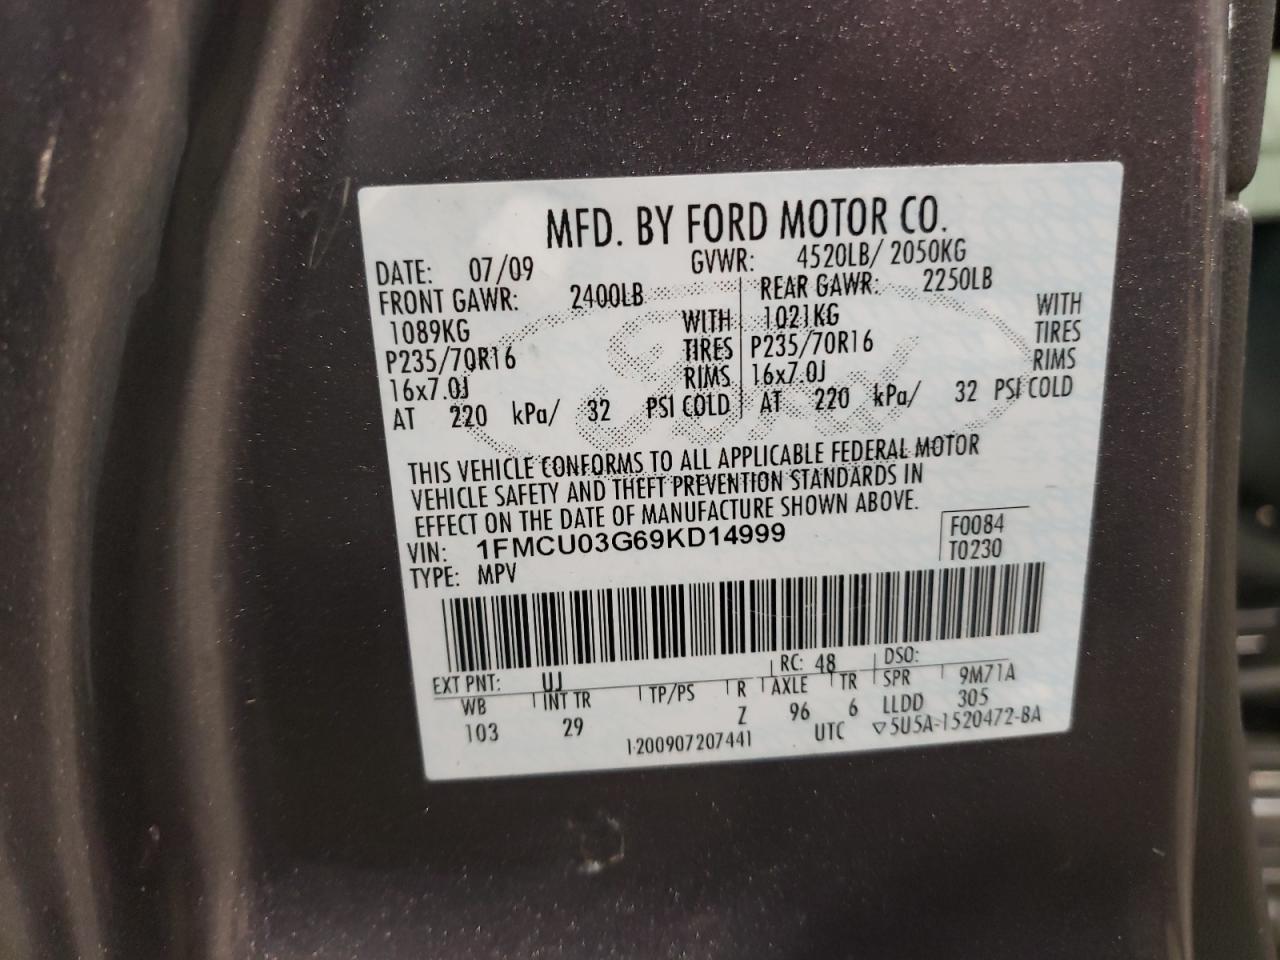 MFD. BY FORD MOTOR CO.
DATE: 07/09 GVWR: 4520LB/ 2050KG
FRONT GAWR: 2400LB REAR GAWR: 2250LB
1089KG WITH 1021KG WITH
P235/70R16 TIRES P235/70R16 TIRES
16x7.0J RIMS 16x7.0J RIMS
AT 220 kPa/ 32 PSI COLD AT 220 kPa/ 32 PSI COLD
THIS VEHICLE CONFORMS TO ALL APPLICABLE FEDERAL MOTOR
VEHICLE SAFETY AND THEFT PREVENTION STANDARDS IN
EFFECT ON THE DATE OF MANUFACTURE SHOWN ABOVE.
VIN: 1FMCU03G69KD14999 F0084
TYPE: MPV T0230
EXT PNT: UJ RC: 48 DSO:
WB INT TR TP/PS R AXLE TR SPR 9M71A
103 29 Z 96 6 LLDD 305
1200907207441 UTC ▽5U5A-1520472-BA